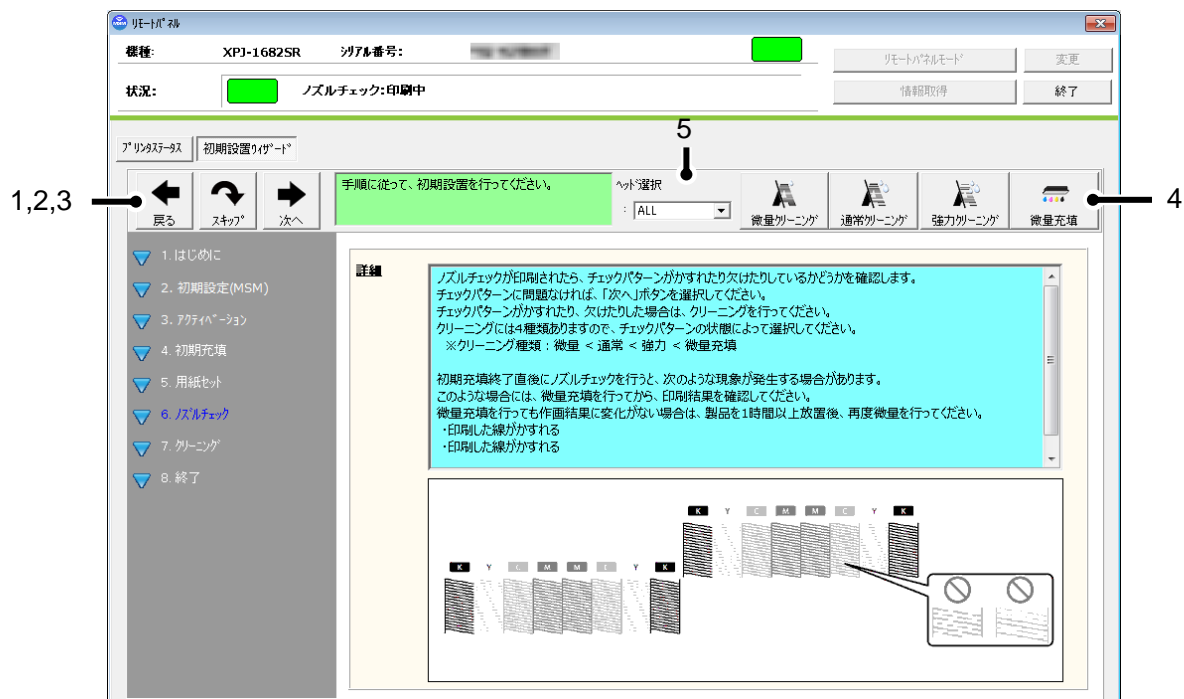 リモートパネル
機種: XPJ-1682SR シリアル番号:
リモートパネルモード 変更
状況: ノズルチェック:印刷中
情報取得 終了
プリンタステータス 初期設置ウィザード
5
1,2,3
4
戻る スキップ 次へ
手順に従って、初期設置を行ってください。
ヘッド選択
: ALL
微量クリーニング 通常クリーニング 強力クリーニング 微量充填
1. はじめに
2. 初期設定(MSM)
3. アクティベーション
4. 初期充填
5. 用紙セット
6. ノズルチェック
7. クリーニング
8. 終了
詳細
ノズルチェックが印刷されたら、チェックパターンがかすれたり欠けたりしているかどうかを確認します。
チェックパターンに問題なければ、「次へ」ボタンを選択してください。
チェックパターンがかすれたり、欠けたりした場合は、クリーニングを行ってください。
クリーニングには4種類ありますので、チェックパターンの状態によって選択してください。
※クリーニング種類 : 微量 < 通常 < 強力 < 微量充填
初期充填終了直後にノズルチェックを行うと、次のような現象が発生する場合があります。
このような場合には、微量充填を行ってから、印刷結果を確認してください。
微量充填を行っても作画結果に変化がない場合は、製品を1時間以上放置後、再度微量を行ってください。
・印刷した線がかすれる
・印刷した線がかすれる
K Y C M M C Y K
K Y C M M C Y K